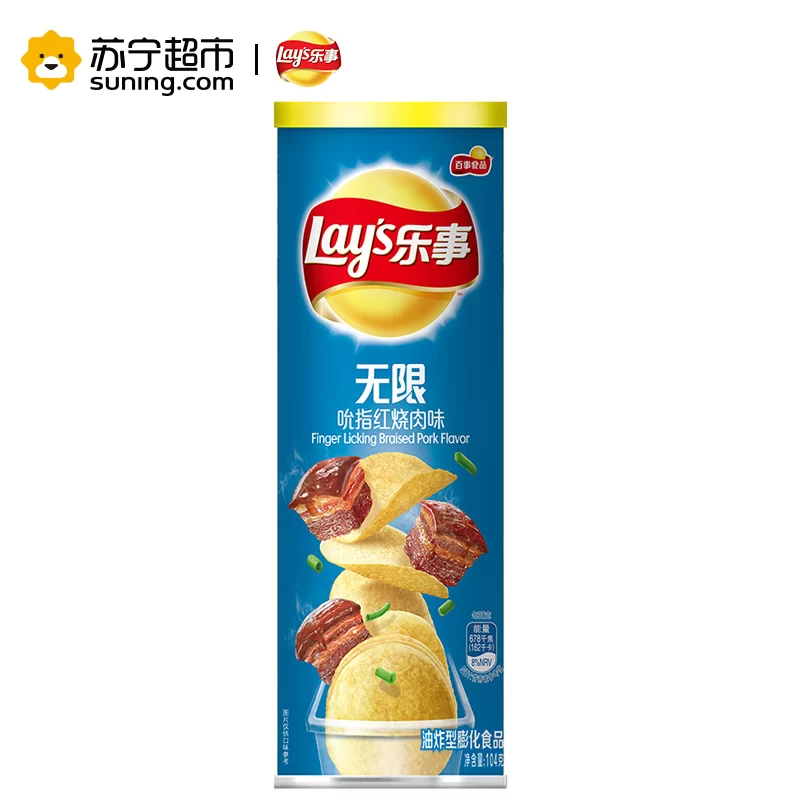 苏宁超市
suning.com
Lay's乐事
百事食品
Lay's乐事
TM
无限
吮指红烧肉味
Finger Licking Braised Pork Flavor
能量
678千焦
(162千卡)
8%NRV
图片仅供口味参考
油炸型膨化食品
净含量:104克